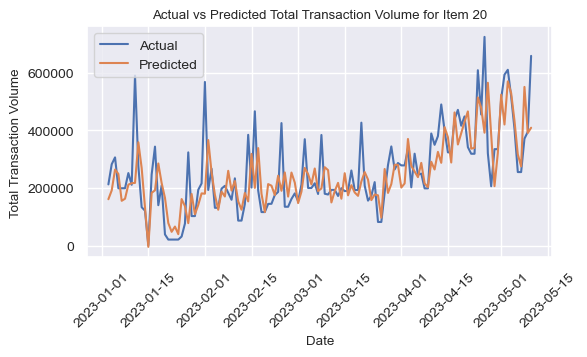 Actual vs Predicted Total Transaction Volume for Item 20
Actual
Predicted
Total Transaction Volume
600000
400000
200000
0
2023-01-01
2023-01-15
2023-02-01
2023-02-15
2023-03-01
2023-03-15
2023-04-01
2023-04-15
2023-05-01
2023-05-15
Date